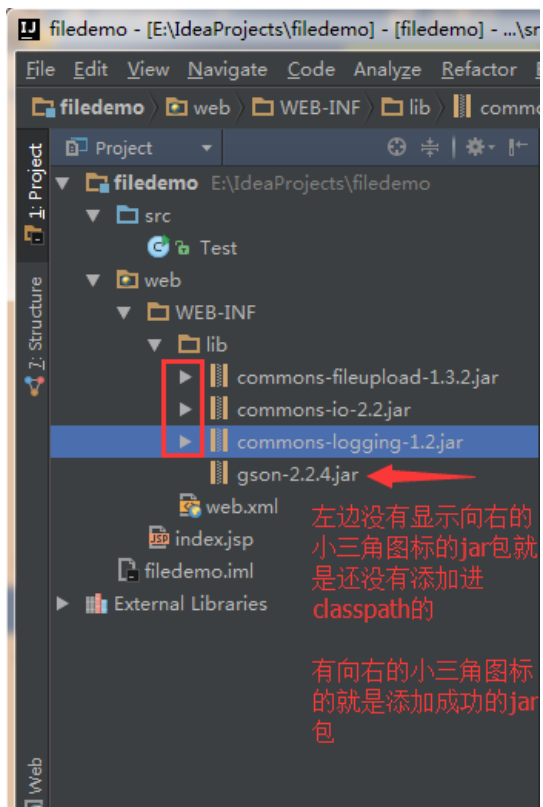 filedemo - [E:\IdeaProjects\filedemo] - [filedemo] - ...\sr
File Edit View Navigate Code Analyze Refactor
filedemo web WEB-INF lib commo
1: Project
Project
filedemo E:\IdeaProjects\filedemo
src
Test
web
7: Structure
WEB-INF
lib
commons-fileupload-1.3.2.jar
commons-io-2.2.jar
commons-logging-1.2.jar
gson-2.2.4.jar
web.xml
index.jsp
filedemo.iml
External Libraries
左边没有显示向右的
小三角图标的jar包就
是还没有添加进
classpath的
有向右的小三角图标
的就是添加成功的jar
包
Web